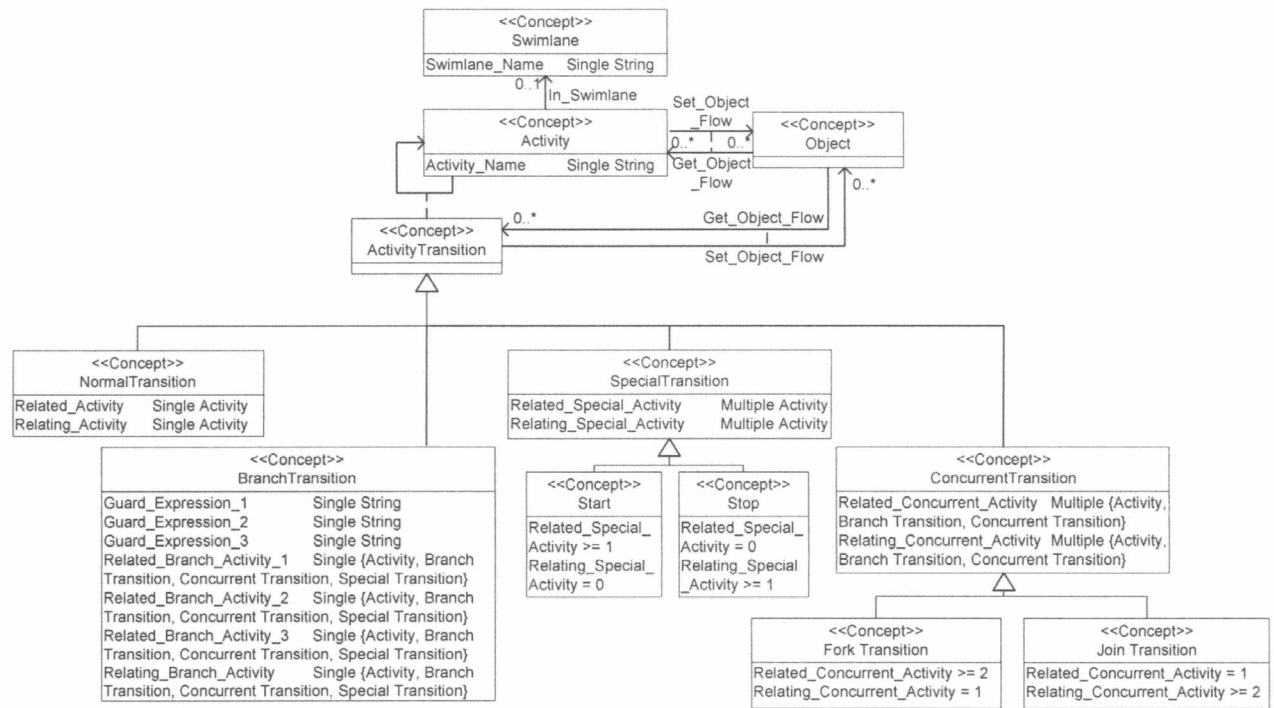 <<Concept>>
Swimlane
Swimlane_Name Single String
0..1
In_Swimlane
<<Concept>>
Activity
Activity_Name Single String
Set_Object
_Flow
0..* 0..*
Get_Object
_Flow
<<Concept>>
Object
0..*
<<Concept>>
ActivityTransition
0..*
Get_Object_Flow
Set_Object_Flow
<<Concept>>
NormalTransition
Related_Activity Single Activity
Relating_Activity Single Activity
<<Concept>>
SpecialTransition
Related_Special_Activity Multiple Activity
Relating_Special_Activity Multiple Activity
<<Concept>>
BranchTransition
Guard_Expression_1 Single String
Guard_Expression_2 Single String
Guard_Expression_3 Single String
Related_Branch_Activity_1 Single {Activity, Branch
Transition, Concurrent Transition, Special Transition}
Related_Branch_Activity_2 Single {Activity, Branch
Transition, Concurrent Transition, Special Transition}
Related_Branch_Activity_3 Single {Activity, Branch
Transition, Concurrent Transition, Special Transition}
Relating_Branch_Activity Single {Activity, Branch
Transition, Concurrent Transition, Special Transition}
<<Concept>>
Start
Related_Special_
Activity >= 1
Relating_Special_
Activity = 0
<<Concept>>
Stop
Related_Special_
Activity = 0
Relating_Special
_Activity >= 1
<<Concept>>
ConcurrentTransition
Related_Concurrent_Activity Multiple {Activity,
Branch Transition, Concurrent Transition}
Relating_Concurrent_Activity Multiple {Activity,
Branch Transition, Concurrent Transition}
<<Concept>>
Fork Transition
Related_Concurrent_Activity >= 2
Relating_Concurrent_Activity = 1
<<Concept>>
Join Transition
Related_Concurrent_Activity = 1
Relating_Concurrent_Activity >= 2